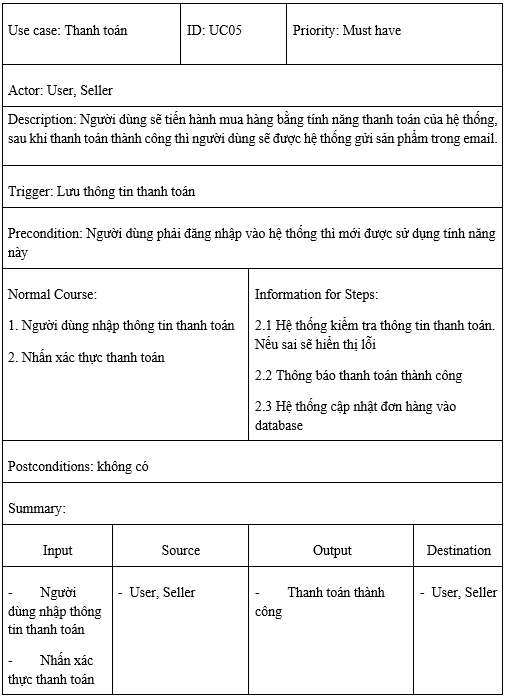 Use case: Thanh toán
ID: UC05
Priority: Must have
Actor: User, Seller
Description: Người dùng sẽ tiến hành mua hàng bằng tính năng thanh toán của hệ thống,
sau khi thanh toán thành công thì người dùng sẽ được hệ thống gửi sản phẩm trong email.
Trigger: Lưu thông tin thanh toán
Precondition: Người dùng phải đăng nhập vào hệ thống thì mới được sử dụng tính năng
này
Normal Course:
1. Người dùng nhập thông tin thanh toán
2. Nhấn xác thực thanh toán
Information for Steps:
2.1 Hệ thống kiểm tra thông tin thanh toán.
Nếu sai sẽ hiển thị lỗi
2.2 Thông báo thanh toán thành công
2.3 Hệ thống cập nhật đơn hàng vào
database
Postconditions: không có
Summary:
Input
Source
Output
Destination
- Người
dùng nhập thông
tin thanh toán
- Nhấn xác
thực thanh toán
- User, Seller
- Thanh toán thành
công
- User, Seller